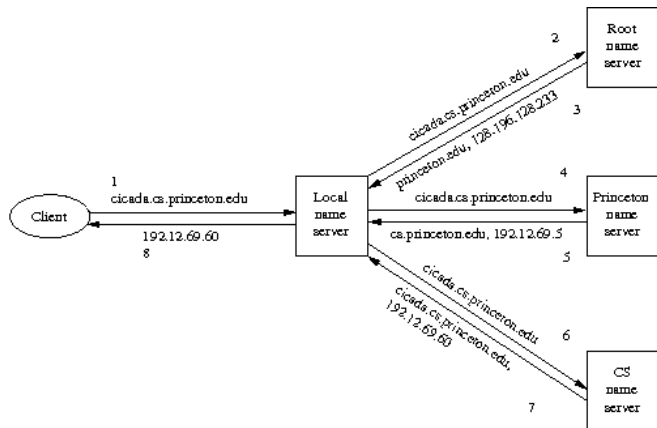 2
Root
name
server
cicada.cs.princeton.edu
princeton.edu, 128.196.128.233
3
1
cicada.cs.princeton.edu
Client
192.12.69.60
8
Local
name
server
4
cicada.cs.princeton.edu
cs.princeton.edu, 192.12.69.5
5
Princeton
name
server
cicada.cs.princeton.edu
cicada.cs.princeton.edu,
192.12.69.60
6
7
CS
name
server